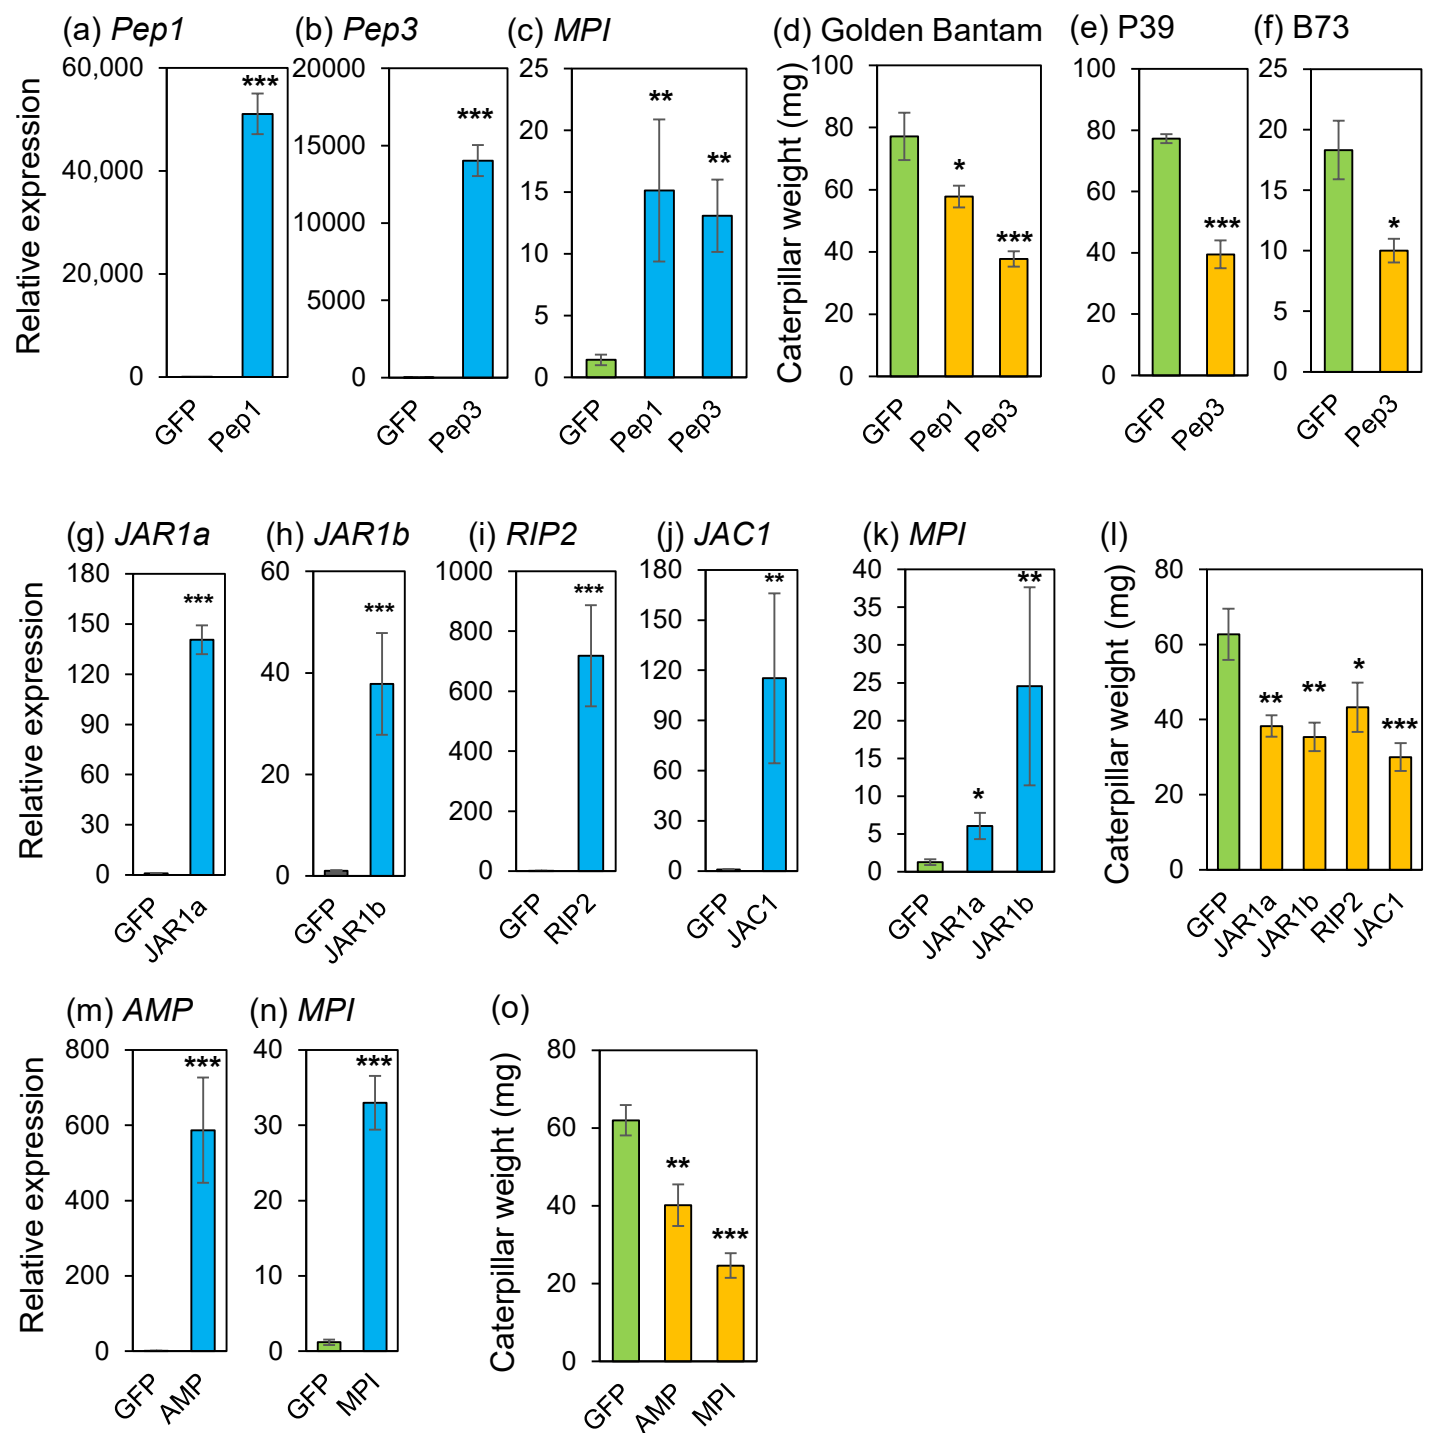 (a) Pep1
Relative expression
60,000
40,000
20,000
0
***
GFP
Pep1
(b) Pep3
20000
15000
10000
5000
0
***
GFP
Pep3
(c) MPI
25
20
15
10
5
0
**
**
GFP
Pep1
Pep3
(d) Golden Bantam
Caterpillar weight (mg)
100
80
60
40
20
0
*
***
GFP
Pep1
Pep3
(e) P39
100
80
60
40
20
0
***
GFP
Pep3
(f) B73
25
20
15
10
5
0
*
GFP
Pep3
(g) JAR1a
Relative expression
180
150
120
90
60
30
0
***
GFP
JAR1a
(h) JAR1b
60
40
20
0
***
GFP
JAR1b
(i) RIP2
1000
800
600
400
200
0
***
GFP
RIP2
(j) JAC1
180
150
120
90
60
30
0
**
GFP
JAC1
(k) MPI
40
35
30
25
20
15
10
5
0
*
**
GFP
JAR1a
JAR1b
(l)
Caterpillar weight (mg)
80
60
40
20
0
**
**
*
***
GFP
JAR1a
JAR1b
RIP2
JAC1
(m) AMP
Relative expression
800
600
400
200
0
***
GFP
AMP
(n) MPI
40
30
20
10
0
***
GFP
MPI
(o)
Caterpillar weight (mg)
80
60
40
20
0
**
***
GFP
AMP
MPI